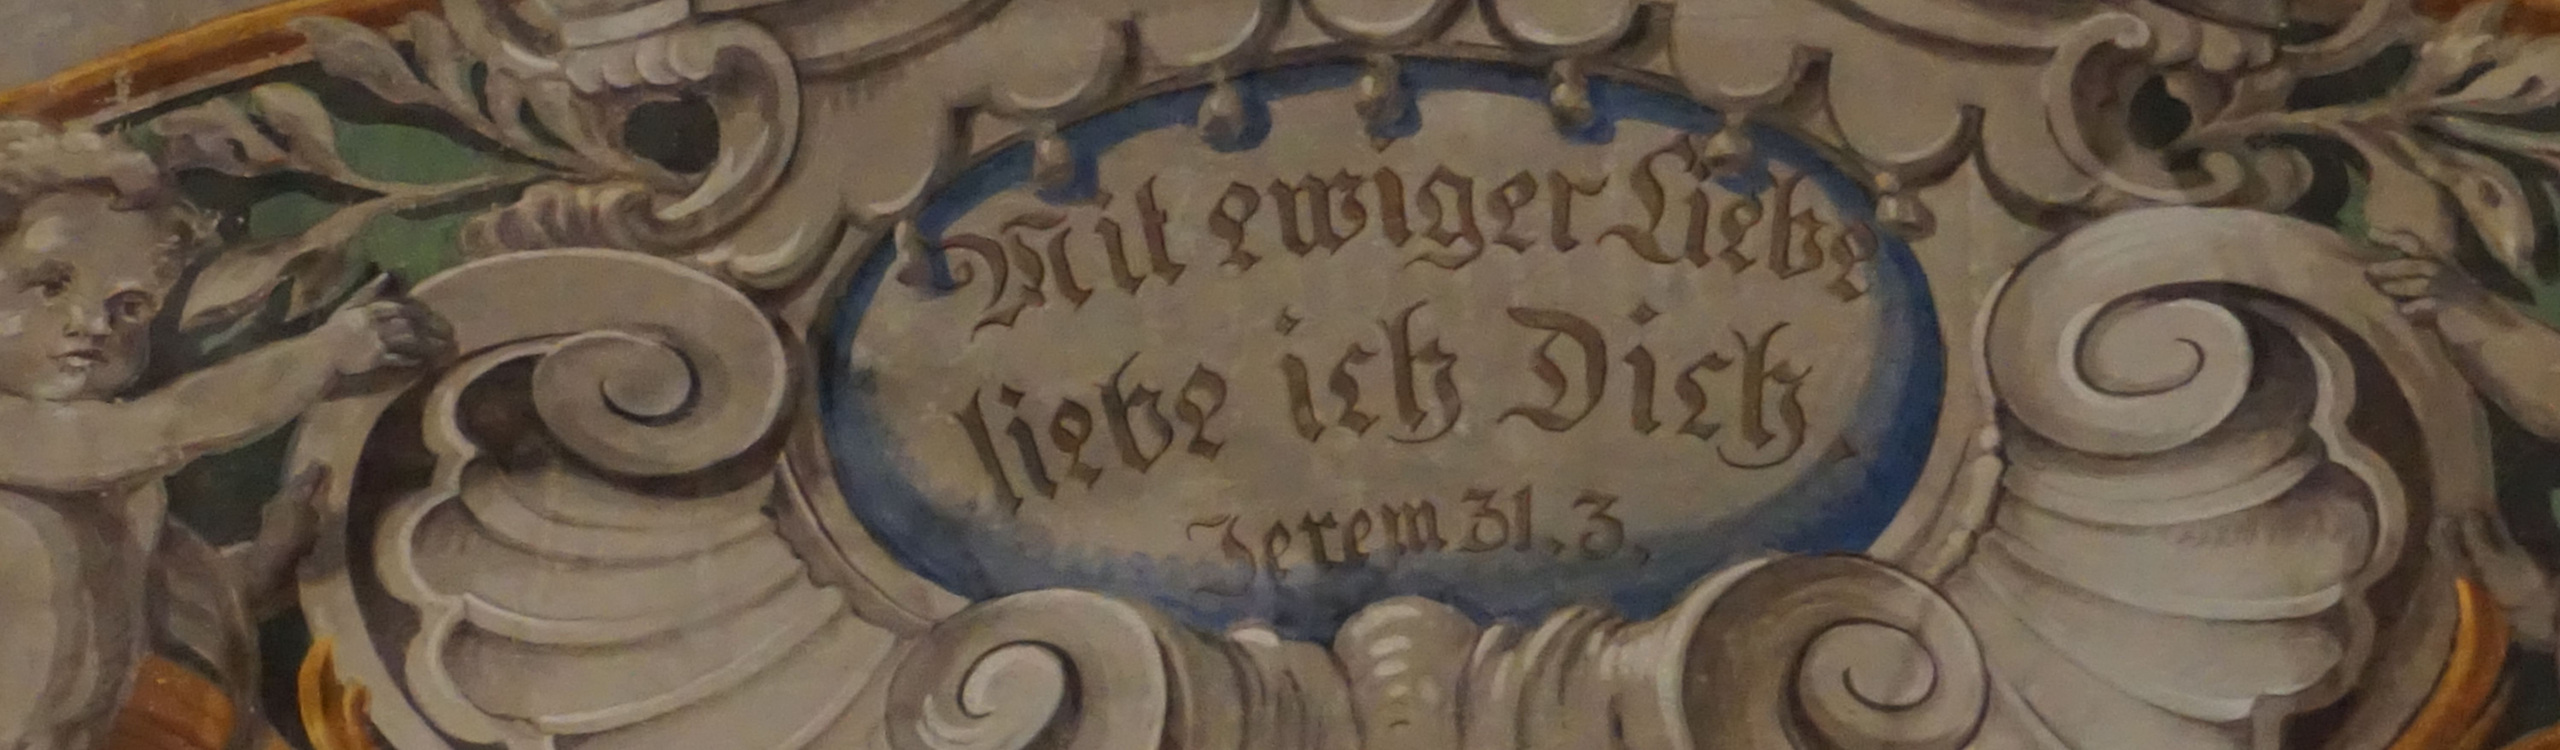 Mit ewiger Liebe
liebe ich Dich.
Jerem 31. 3.